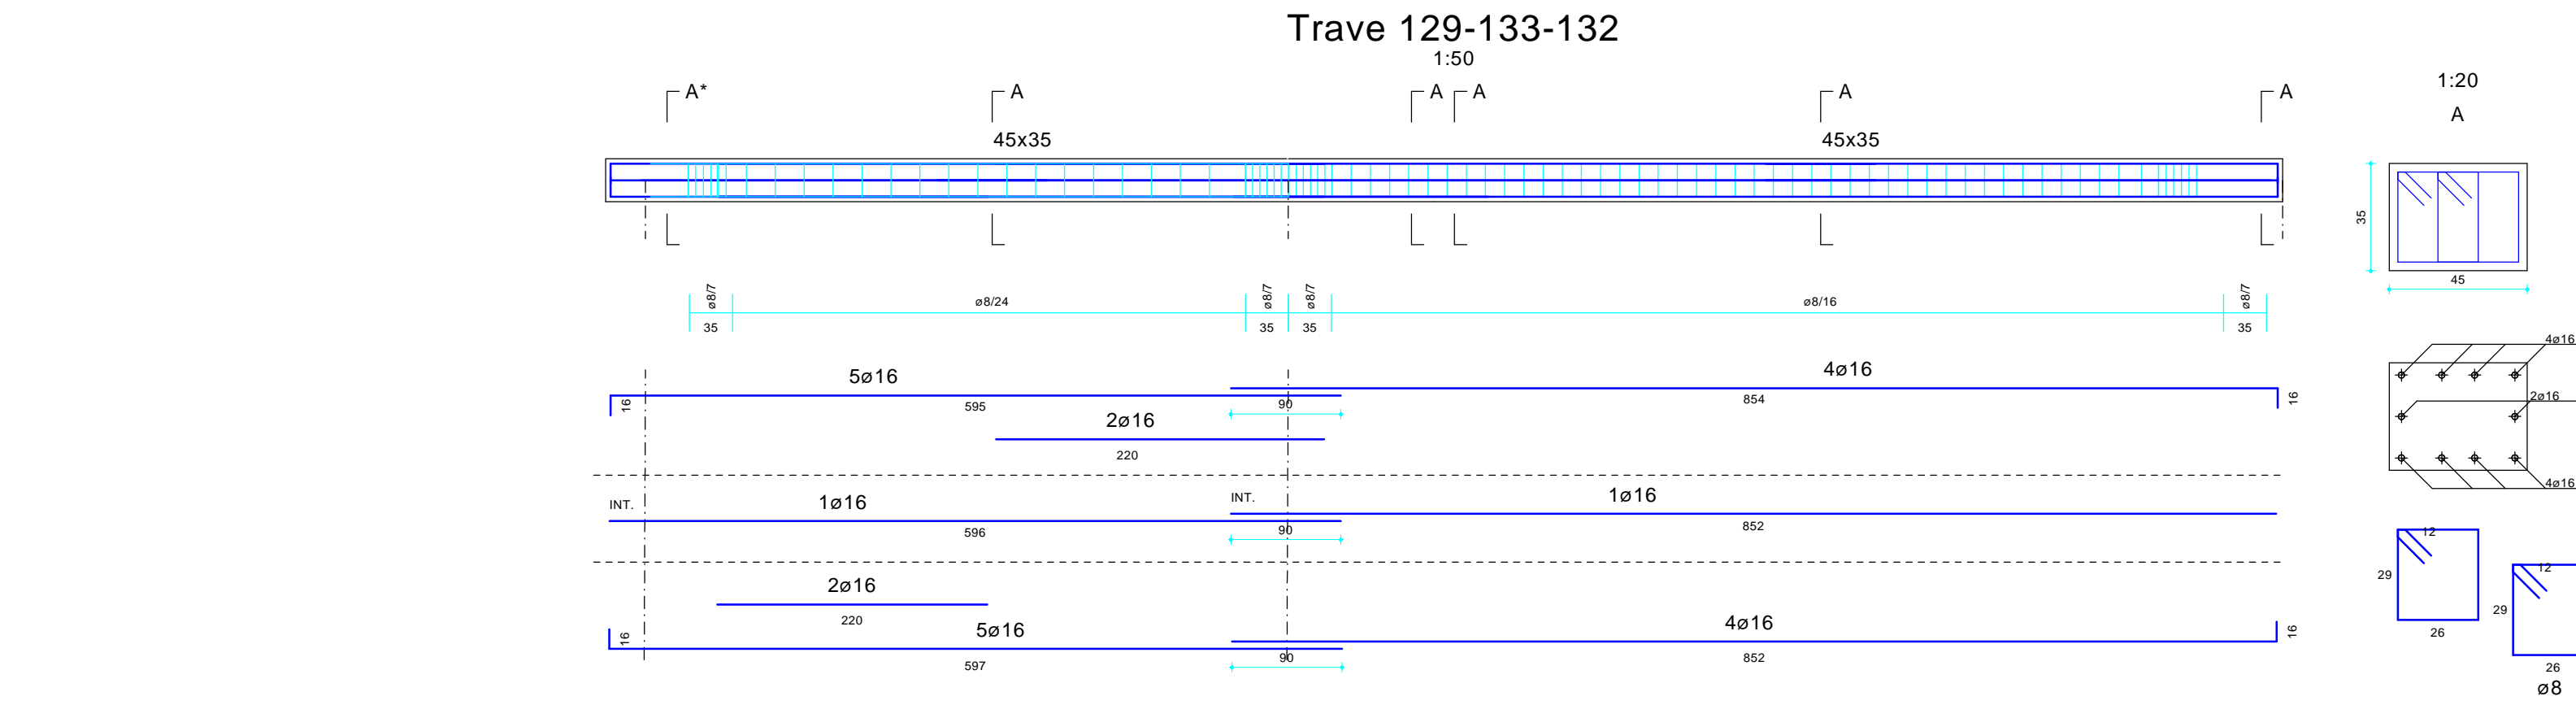 Trave 129-133-132
1:50
1:20
A* A A A A A
A
45x35 45x35
35
45
ø8/7 ø8/24 ø8/7 ø8/7 ø8/16 ø8/7
35 35 35 35
4ø16
2ø16
4ø16
5ø16 4ø16
16 595 90 854 16
2ø16
220
INT. 1ø16 INT. 1ø16
596 90 852
2ø16
220
5ø16 4ø16
16 597 90 852 16
12
29
26
12
29
26
ø8